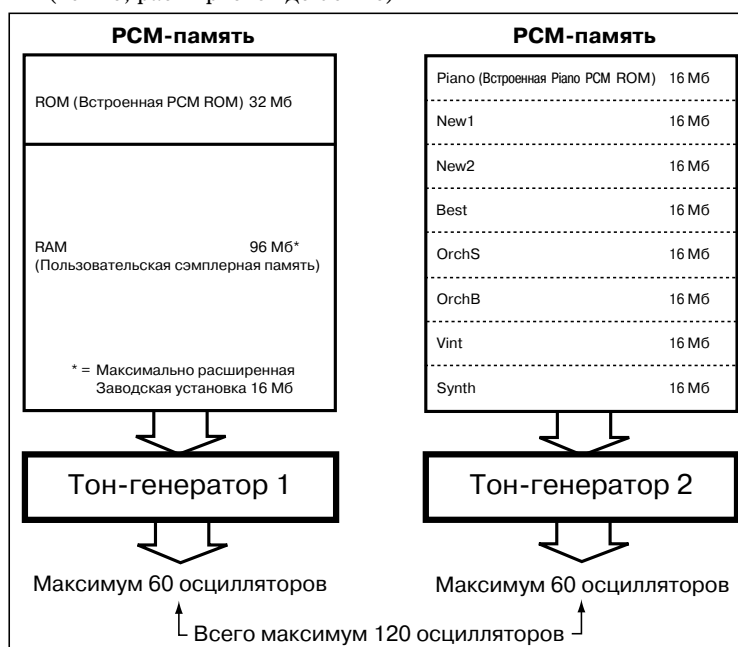 РСМ-память
ROM (Встроенная PCM ROM) 32 Мб
RAM 96 Мб*
(Пользовательская сэмплерная память)
* = Максимально расширенная
Заводская установка 16 Мб
Тон-генератор 1
Максимум 60 осцилляторов
РСМ-память
Piano (Встроенная Piano PCM ROM) 16 Мб
New1 16 Мб
New2 16 Мб
Best 16 Мб
OrchS 16 Мб
OrchB 16 Мб
Vint 16 Мб
Synth 16 Мб
Тон-генератор 2
Максимум 60 осцилляторов
Всего максимум 120 осцилляторов